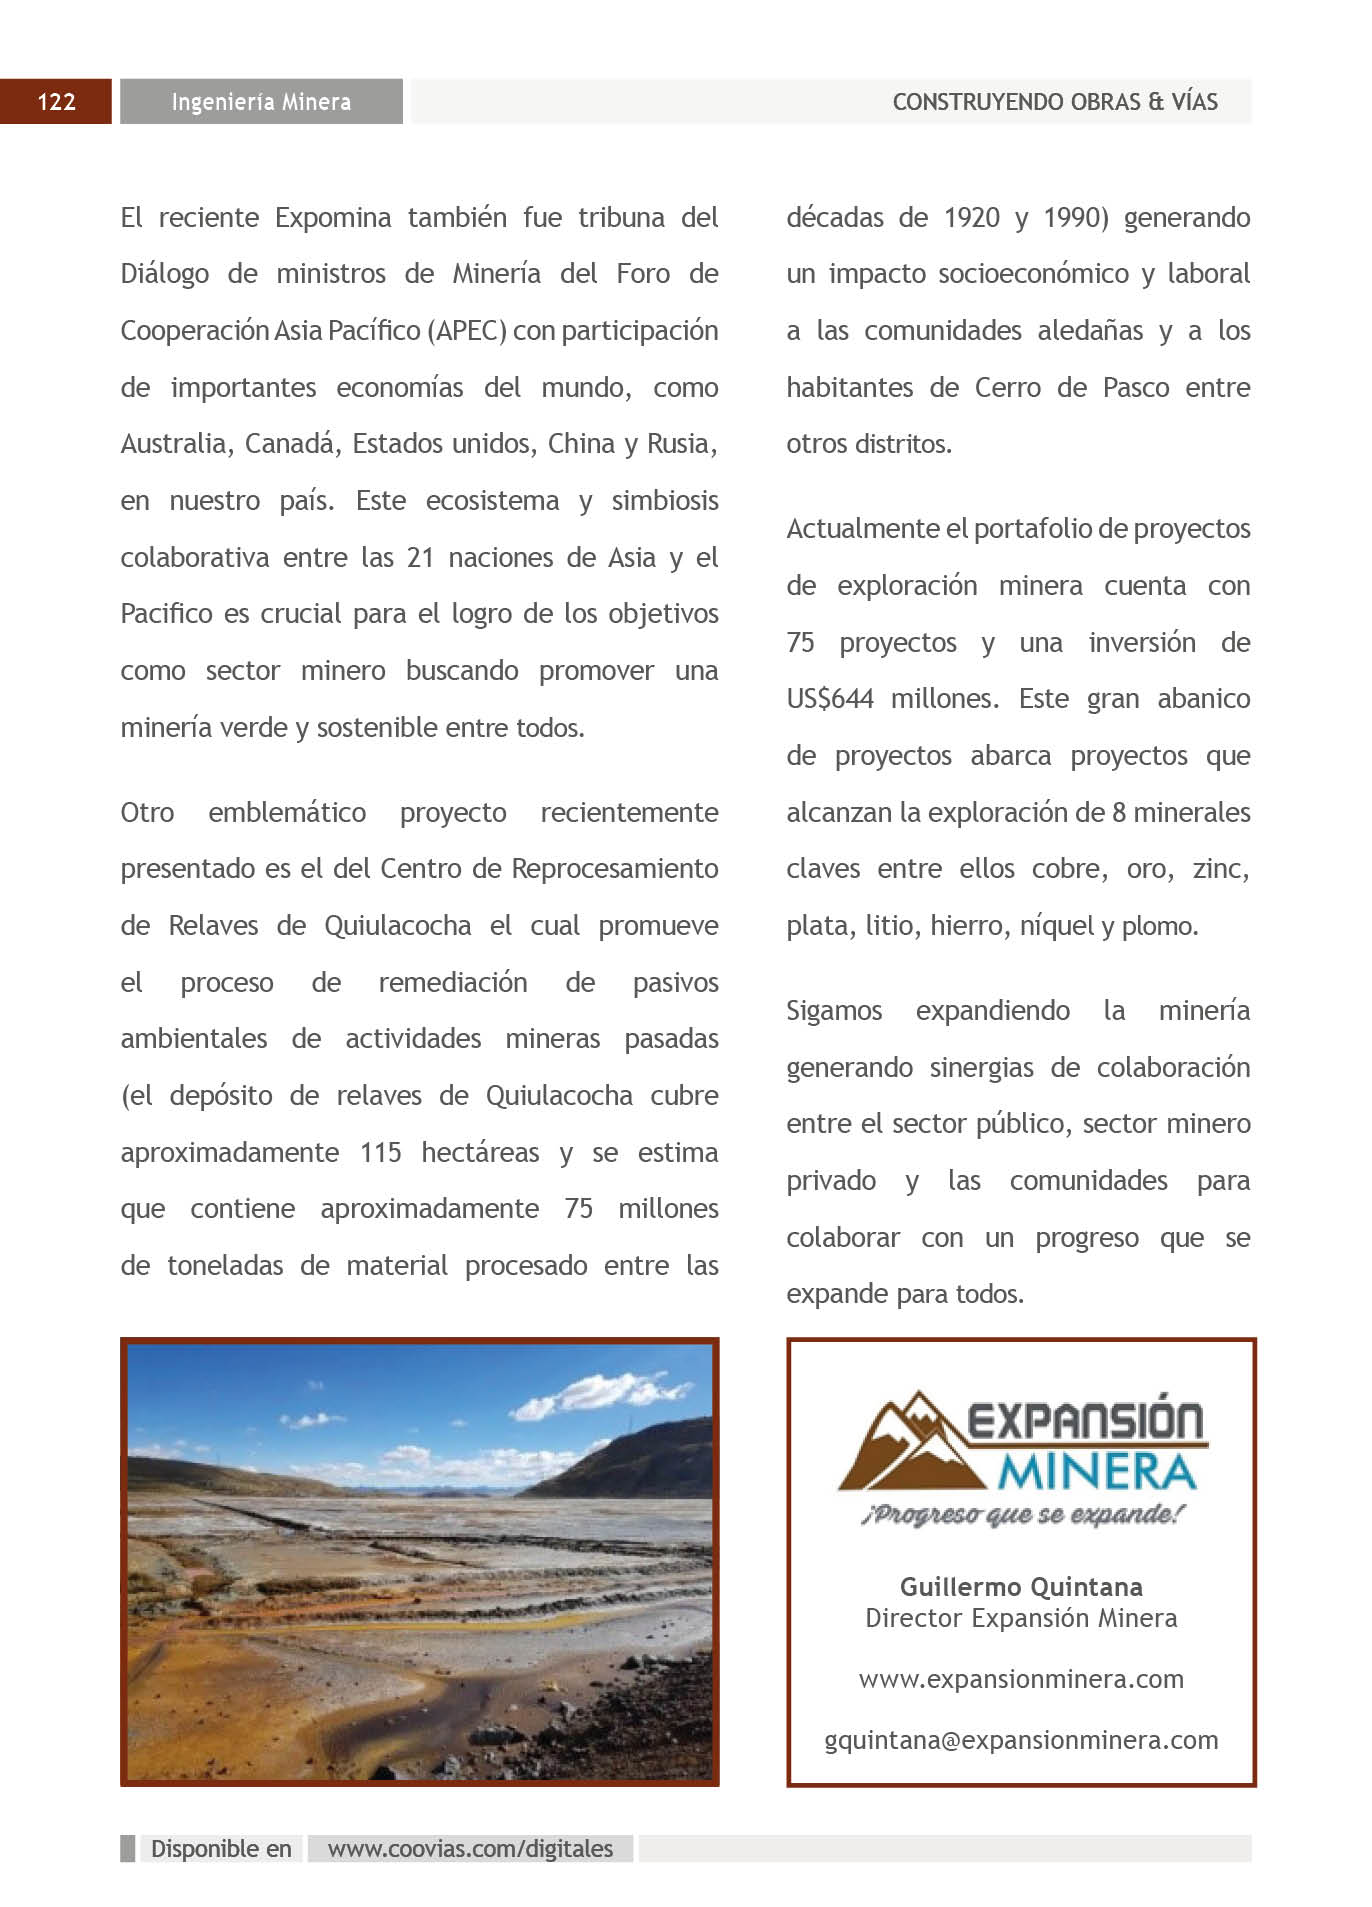 122
Ingeniería Minera
CONSTRUYENDO OBRAS & VÍAS
El reciente Expomina también fue tribuna del
Diálogo de ministros de Minería del Foro de
Cooperación Asia Pacífico (APEC) con participación
de importantes economías del mundo, como
Australia, Canadá, Estados unidos, China y Rusia,
en nuestro país. Este ecosistema y simbiosis
colaborativa entre las 21 naciones de Asia y el
Pacifico es crucial para el logro de los objetivos
como sector minero buscando promover una
minería verde y sostenible entre todos.
Otro emblemático proyecto recientemente
presentado es el del Centro de Reprocesamiento
de Relaves de Quiulacocha el cual promueve
el proceso de remediación de pasivos
ambientales de actividades mineras pasadas
(el depósito de relaves de Quiulacocha cubre
aproximadamente 115 hectáreas y se estima
que contiene aproximadamente 75 millones
de toneladas de material procesado entre las
décadas de 1920 y 1990) generando
un impacto socioeconómico y laboral
a las comunidades aledañas y a los
habitantes de Cerro de Pasco entre
otros distritos.
Actualmente el portafolio de proyectos
de exploración minera cuenta con
75 proyectos y una inversión de
US$644 millones. Este gran abanico
de proyectos abarca proyectos que
alcanzan la exploración de 8 minerales
claves entre ellos cobre, oro, zinc,
plata, litio, hierro, níquel y plomo.
Sigamos expandiendo la minería
generando sinergias de colaboración
entre el sector público, sector minero
privado y las comunidades para
colaborar con un progreso que se
expande para todos.
EXPANSIÓN
MINERA
¡Progreso que se expande!
Guillermo Quintana
Director Expansión Minera
www.expansionminera.com
gquintana@expansionminera.com
Disponible en
www.coovias.com/digitales